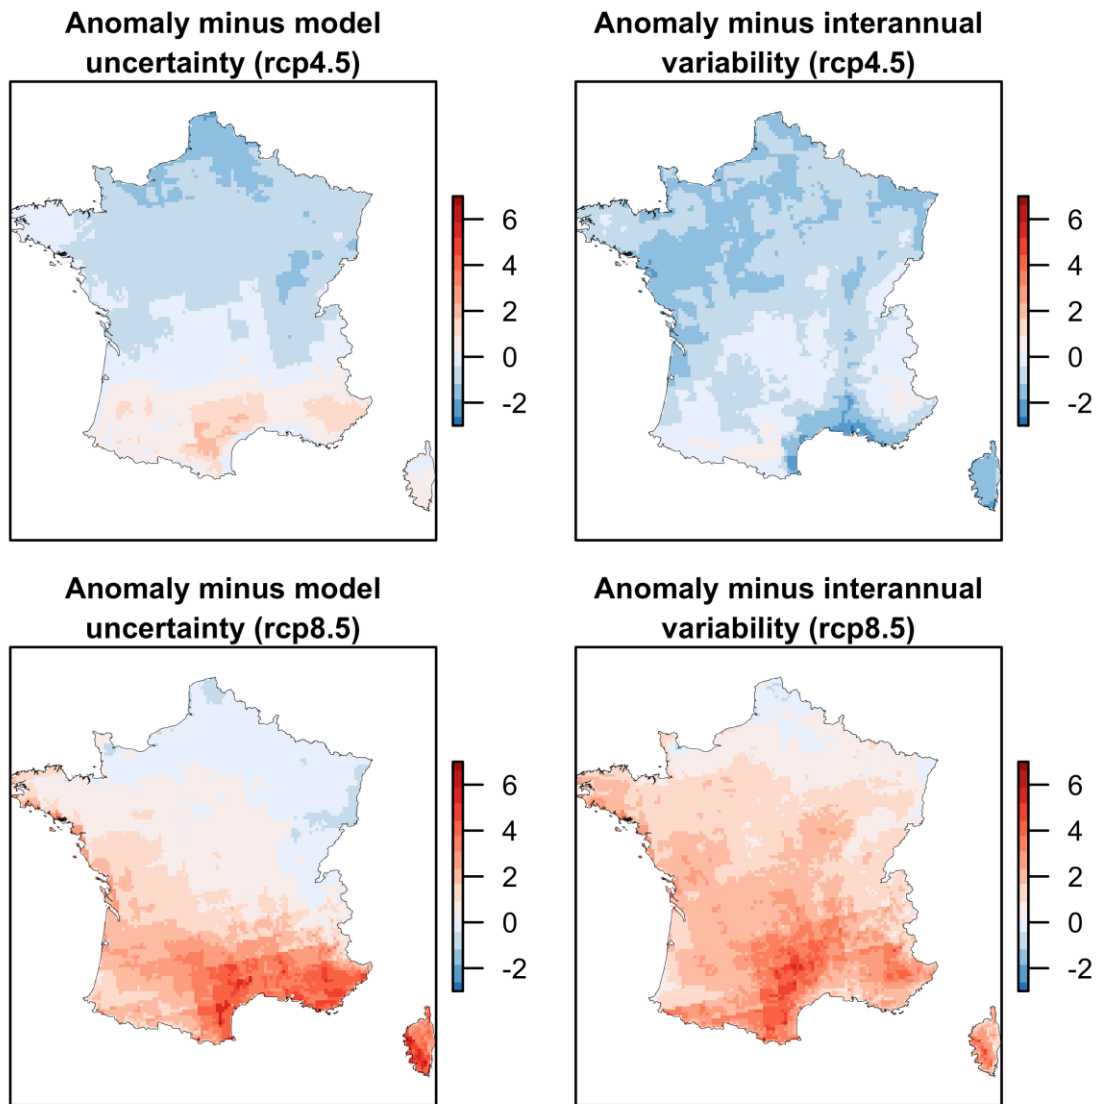 Anomaly minus model
uncertainty (rcp4.5)
6
4
2
0
-2
Anomaly minus interannual
variability (rcp4.5)
6
4
2
0
-2
Anomaly minus model
uncertainty (rcp8.5)
6
4
2
0
-2
Anomaly minus interannual
variability (rcp8.5)
6
4
2
0
-2